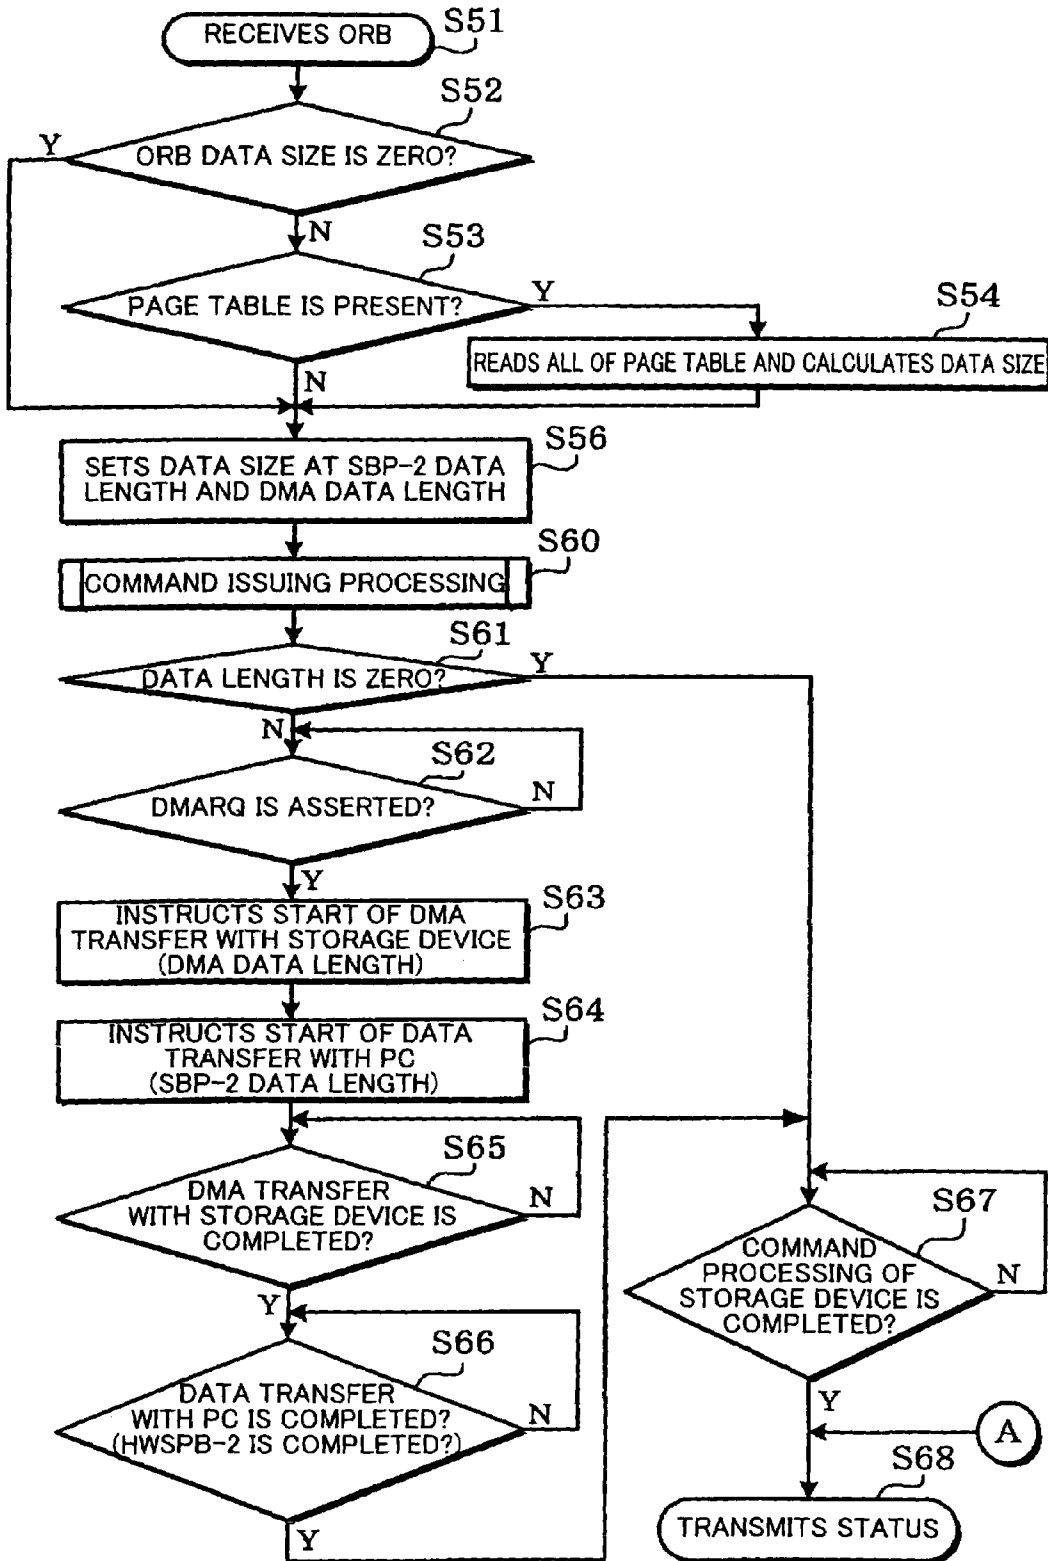 RECEIVES ORB
S51
S52
Y
ORB DATA SIZE IS ZERO?
N
S53
PAGE TABLE IS PRESENT?
Y
S54
READS ALL OF PAGE TABLE AND CALCULATES DATA SIZE
N
S56
SETS DATA SIZE AT SBP-2 DATA
LENGTH AND DMA DATA LENGTH
S60
COMMAND ISSUING PROCESSING
S61
DATA LENGTH IS ZERO?
Y
N
S62
DMARQ IS ASSERTED?
N
Y
S63
INSTRUCTS START OF DMA
TRANSFER WITH STORAGE DEVICE
(DMA DATA LENGTH)
S64
INSTRUCTS START OF DATA
TRANSFER WITH PC
(SBP-2 DATA LENGTH)
S65
DMA TRANSFER
WITH STORAGE DEVICE IS
COMPLETED?
N
Y
S66
DATA TRANSFER
WITH PC IS COMPLETED?
(HWSPB-2 IS COMPLETED?)
N
Y
S67
COMMAND
PROCESSING OF
STORAGE DEVICE IS
COMPLETED?
N
Y
A
S68
TRANSMITS STATUS